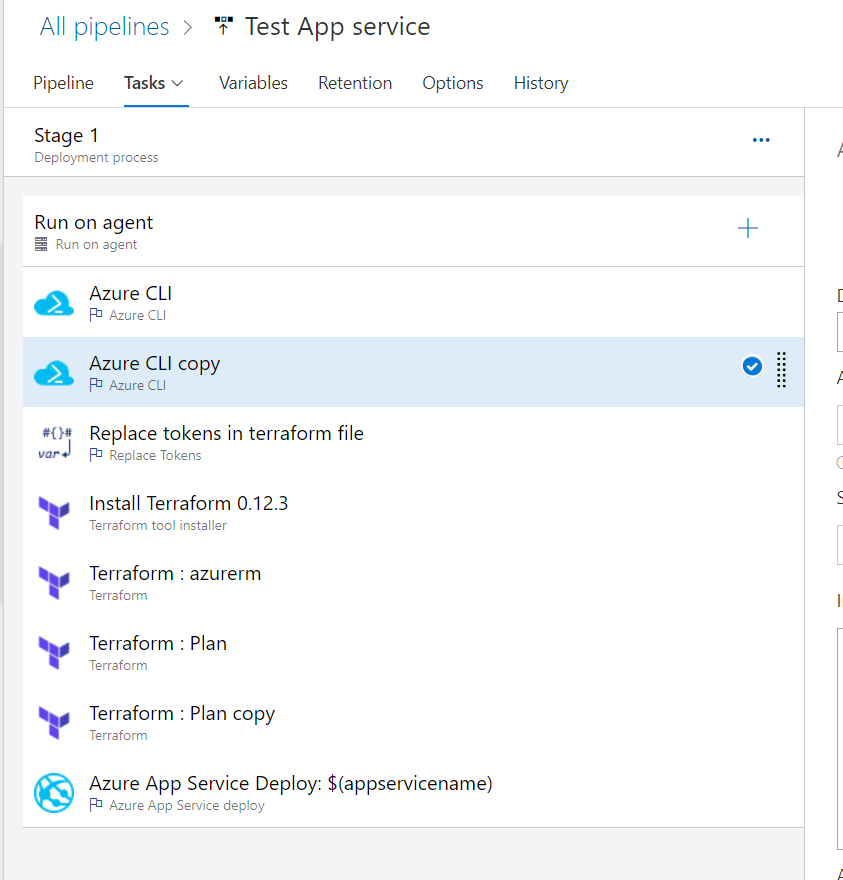 All pipelines > Test App service
Pipeline Tasks Variables Retention Options History
Stage 1
Deployment process
Run on agent
Run on agent
Azure CLI
Azure CLI
Azure CLI copy
Azure CLI
#{}#
var
Replace tokens in terraform file
Replace Tokens
Install Terraform 0.12.3
Terraform tool installer
Terraform : azurerm
Terraform
Terraform : Plan
Terraform
Terraform : Plan copy
Terraform
Azure App Service Deploy: $(appservicename)
Azure App Service deploy